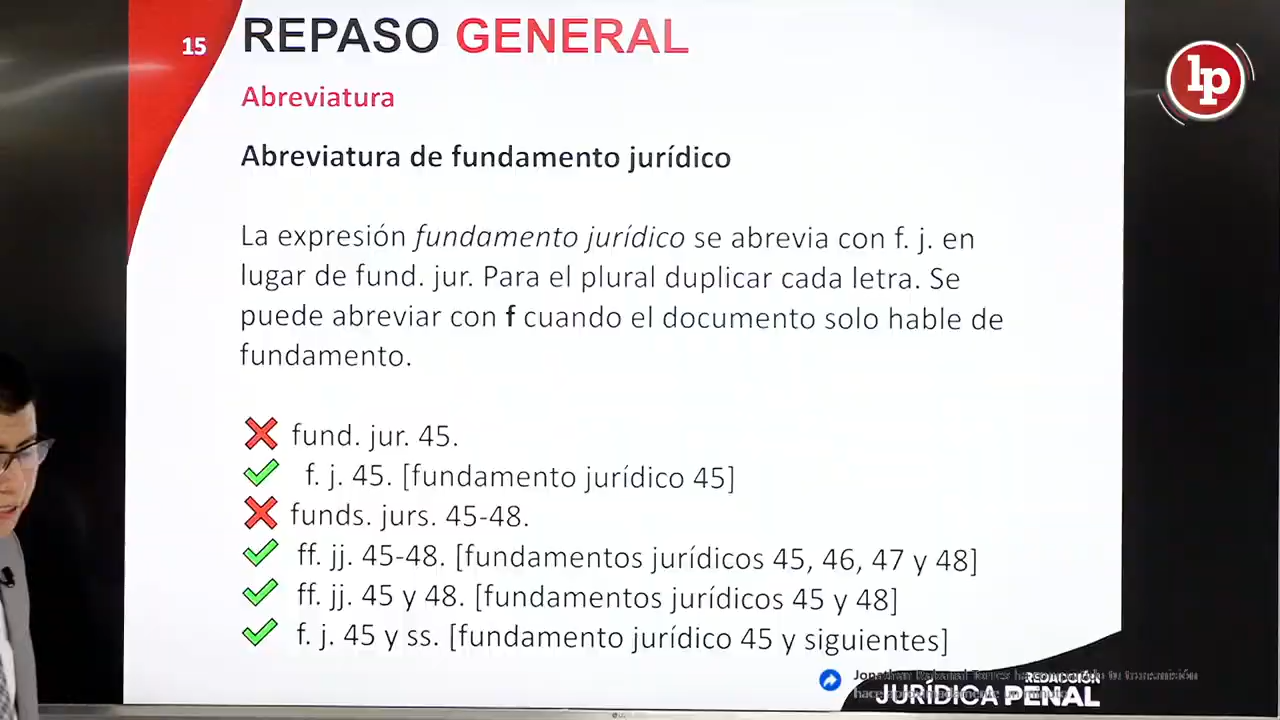 15
REPASO GENERAL
lp
Abreviatura
Abreviatura de fundamento jurídico
La expresión fundamento jurídico se abrevia con f. j. en
lugar de fund. jur. Para el plural duplicar cada letra. Se
puede abreviar con f cuando el documento solo hable de
fundamento.
fund. jur. 45.
f. j. 45. [fundamento jurídico 45]
funds. jurs. 45-48.
ff. jj. 45-48. [fundamentos jurídicos 45, 46, 47 y 48]
ff. jj. 45 y 48. [fundamentos jurídicos 45 y 48]
f. j. 45 y ss. [fundamento jurídico 45 y siguientes]
REDACCIÓN
JURÍDICA PENAL